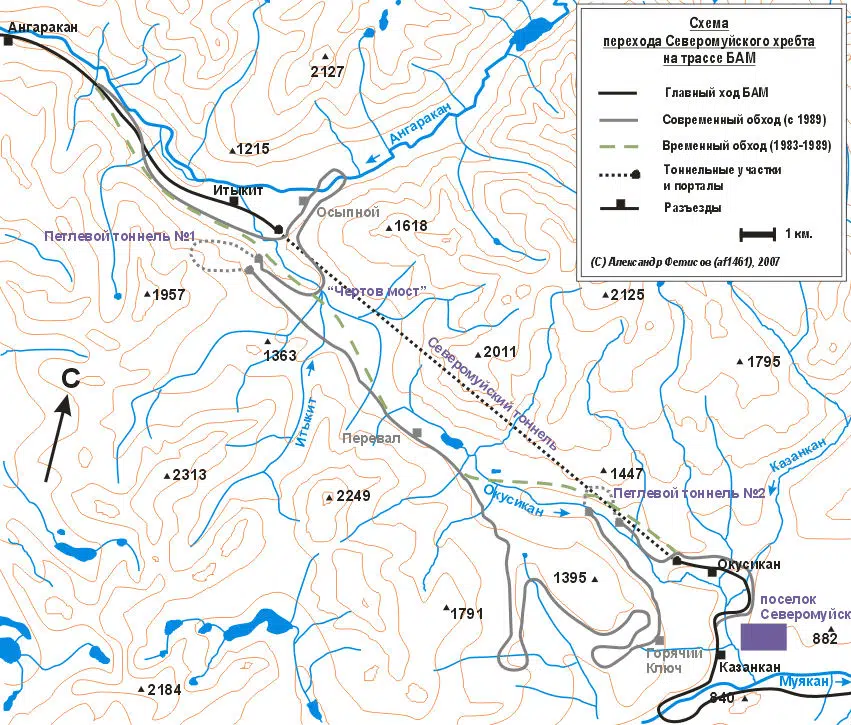 Ангаракан
Схема
перехода Северомуйского хребта
на трассе БАМ
Главный ход БАМ
Современный обход (с 1989)
Временный обход (1983-1989)
Тоннельные участки
и порталы
Разъезды
1 км.
(C) Александр Фетисов (af1461), 2007
2127
Ангаракан
1215
Итыкит
Осыпной
1618
Петлевой тоннель №1
"Чертов мост"
1957
2125
1363
2011
1795
Северомуйский тоннель
С
Итыкит
Перевал
Казанкан
2313
1447
2249
Окусикан
Петлевой тоннель №2
Окусикан
1395
поселок
Северомуйск
1791
882
Горячий
Ключ
Казанкан
Муякан
2184
840